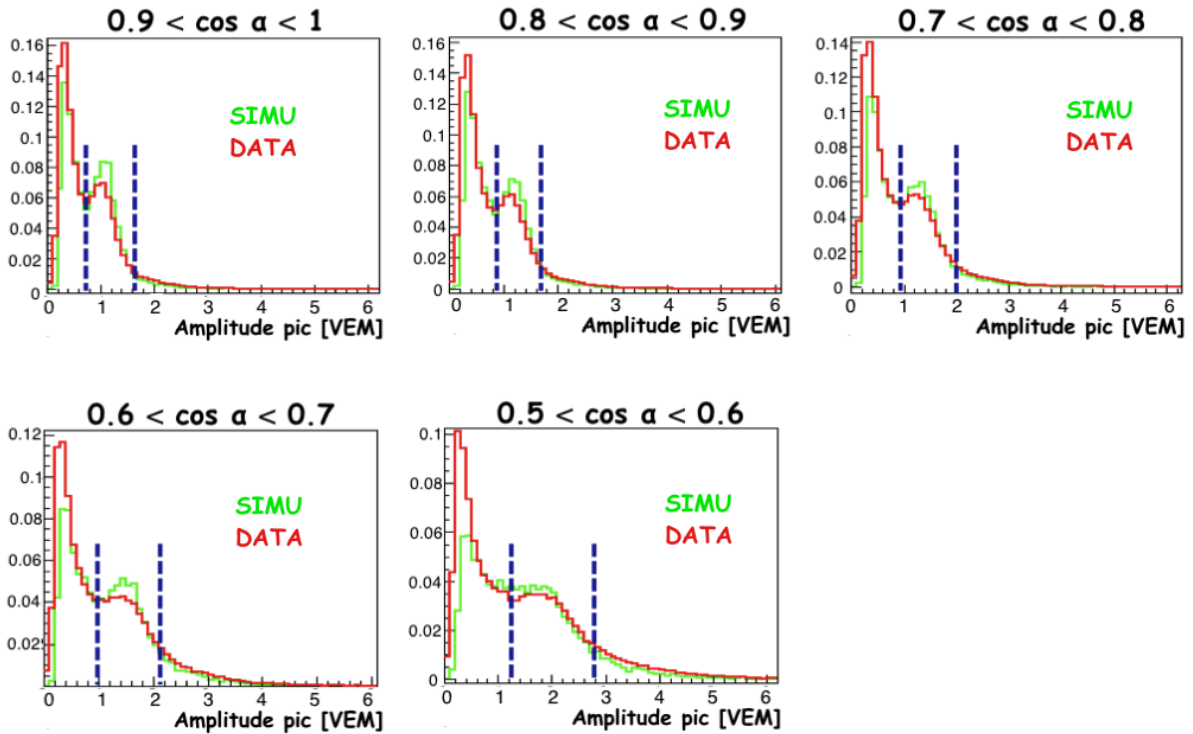 0.9 < cos α < 1
0.16
0.14
0.12
0.1
0.08
0.06
0.04
0.02
0
SIMU
DATA
0 1 2 3 4 5 6
Amplitude pic [VEM]
0.8 < cos α < 0.9
0.16
0.14
0.12
0.1
0.08
0.06
0.04
0.02
0
SIMU
DATA
0 1 2 3 4 5 6
Amplitude pic [VEM]
0.7 < cos α < 0.8
0.14
0.12
0.1
0.08
0.06
0.04
0.02
0
SIMU
DATA
0 1 2 3 4 5 6
Amplitude pic [VEM]
0.6 < cos α < 0.7
0.12
0.1
0.08
0.06
0.04
0.02
0
SIMU
DATA
0 1 2 3 4 5 6
Amplitude pic [VEM]
0.5 < cos α < 0.6
0.1
0.08
0.06
0.04
0.02
0
SIMU
DATA
0 1 2 3 4 5 6
Amplitude pic [VEM]